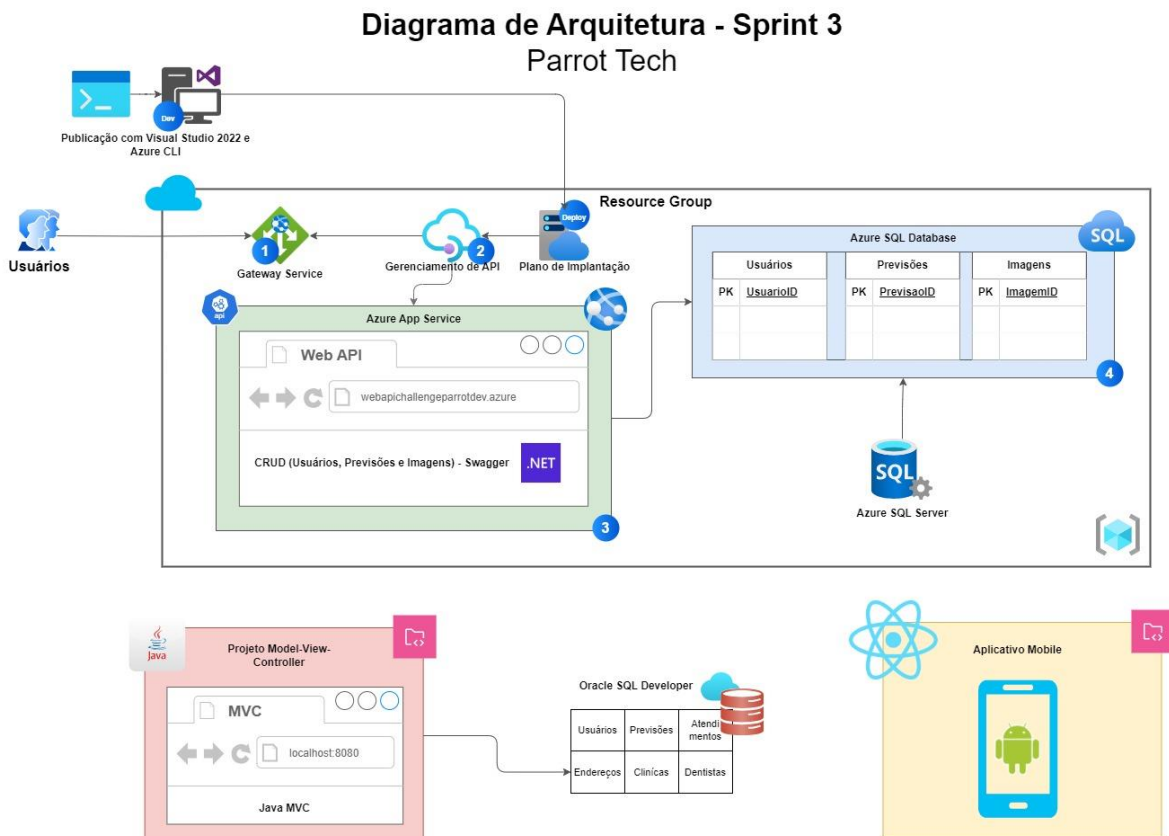 Diagrama de Arquitetura - Sprint 3
Parrot Tech
Dev
Publicação com Visual Studio 2022 e
Azure CLI
Usuários
Resource Group
1
Gateway Service
2
Gerenciamento de API
Deploy
Plano de Implantação
api
Azure App Service
Web API
webapichallengeparrotdev.azure
CRUD (Usuários, Previsões e Imagens) - Swagger
.NET
3
Azure SQL Database
SQL
Usuários
Previsões
Imagens
PK UsuarioID
PK PrevisaoID
PK ImagemID
4
SQL
Azure SQL Server
Java
Projeto Model-View-
Controller
MVC
localhost:8080
Java MVC
Oracle SQL Developer
Usuários
Previsões
Atendi
mentos
Endereços
Clinícas
Dentistas
Aplicativo Mobile